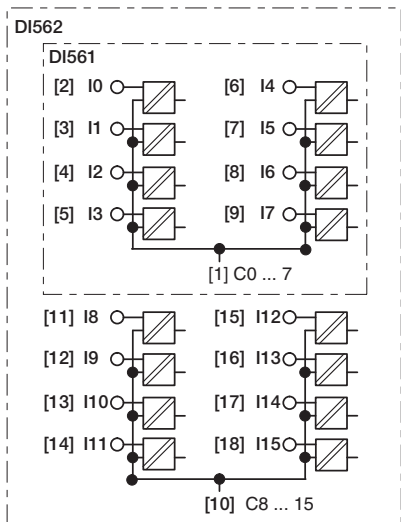 DI562
DI561
[2] I0 [6] I4
[3] I1 [7] I5
[4] I2 [8] I6
[5] I3 [9] I7
[1] C0 ... 7
[11] I8 [15] I12
[12] I9 [16] I13
[13] I10 [17] I14
[14] I11 [18] I15
[10] C8 ... 15